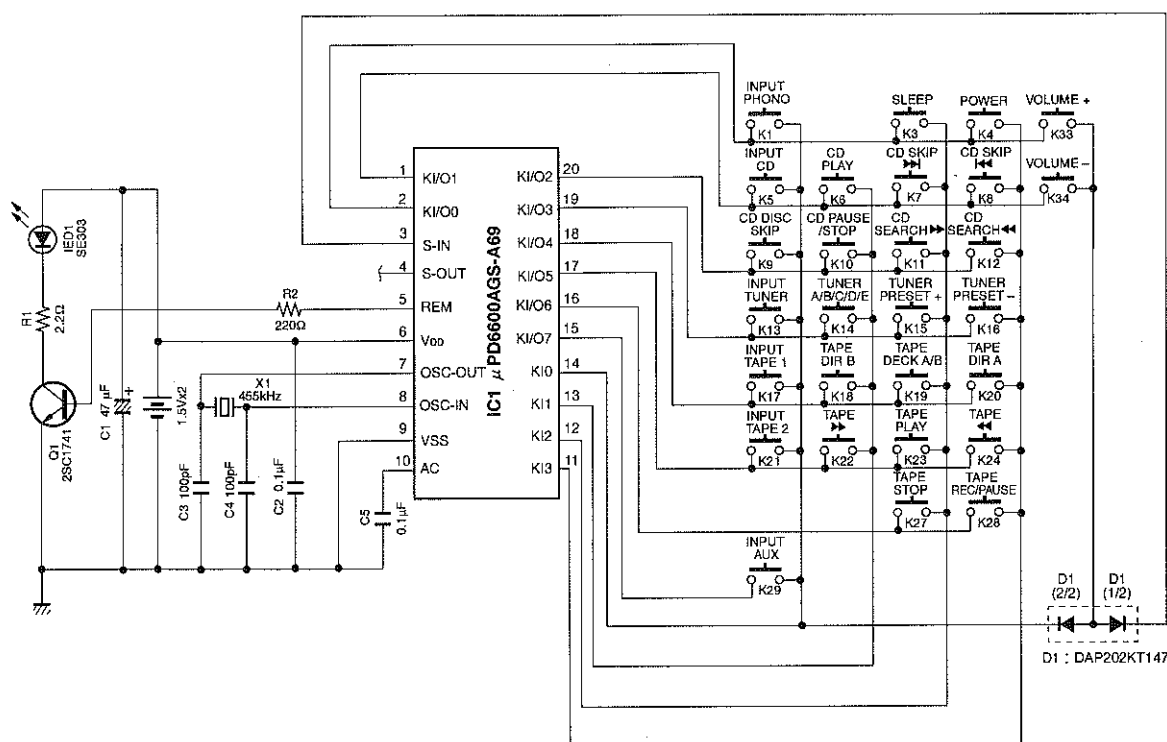 INPUT
PHONO
K1
SLEEP
K3
POWER
K4
VOLUME +
K33
INPUT
CD
K5
CD
PLAY
K6
CD SKIP
K7
CD SKIP
K8
VOLUME −
K34
CD DISC
SKIP
K9
CD PAUSE
/STOP
K10
CD
SEARCH
K11
CD
SEARCH
K12
INPUT
TUNER
K13
TUNER
A/B/C/D/E
K14
TUNER
PRESET +
K15
TUNER
PRESET −
K16
INPUT
TAPE 1
K17
TAPE
DIR B
K18
TAPE
DECK A/B
K19
TAPE
DIR A
K20
INPUT
TAPE 2
K21
TAPE
K22
TAPE
PLAY
K23
TAPE
K24
TAPE
STOP
K27
TAPE
REC/PAUSE
K28
INPUT
AUX
K29
1 KI/O1
2 KI/O0
3 S-IN
4 S-OUT
5 REM
6 VDD
7 OSC-OUT
8 OSC-IN
9 VSS
10 AC
KI/O2 20
KI/O3 19
KI/O4 18
KI/O5 17
KI/O6 16
KI/O7 15
KI0 14
KI1 13
KI2 12
KI3 11
IC1
μPD6600AGS-A69
IED1
SE303
R1
2.2Ω
Q1
2SC1741
C1 47 μF
+
1.5V×2
R2
220Ω
X1
455kHz
C3 100pF
C4 100pF
C2 0.1μF
C5
0.1μF
D1
(2/2)
D1
(1/2)
D1 : DAP202KT147